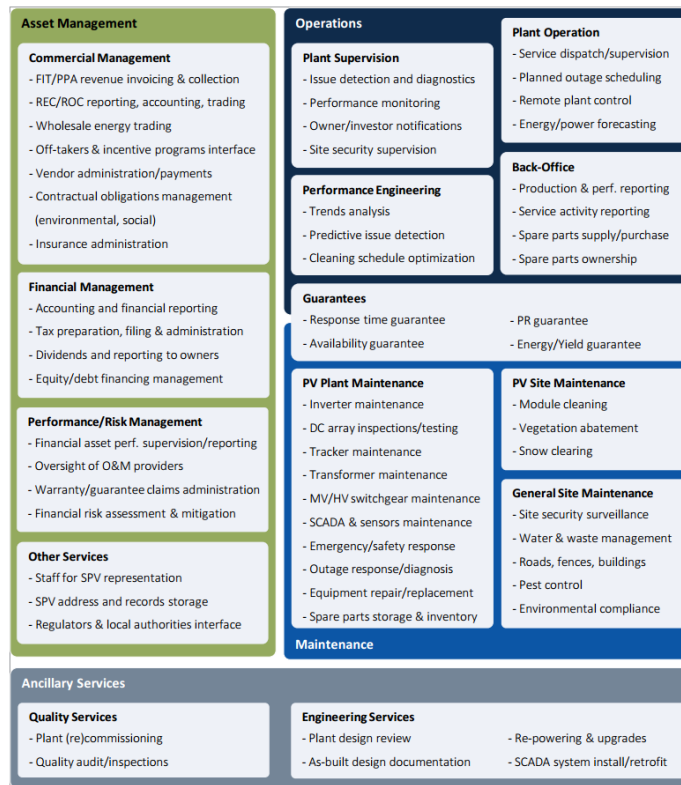 Asset Management
Commercial Management
- FIT/PPA revenue invoicing & collection
- REC/ROC reporting, accounting, trading
- Wholesale energy trading
- Off-takers & incentive programs interface
- Vendor administration/payments
- Contractual obligations management
(environmental, social)
- Insurance administration
Financial Management
- Accounting and financial reporting
- Tax preparation, filing & administration
- Dividends and reporting to owners
- Equity/debt financing management
Performance/Risk Management
- Financial asset perf. supervision/reporting
- Oversight of O&M providers
- Warranty/guarantee claims administration
- Financial risk assessment & mitigation
Other Services
- Staff for SPV representation
- SPV address and records storage
- Regulators & local authorities interface
Operations
Plant Supervision
- Issue detection and diagnostics
- Performance monitoring
- Owner/investor notifications
- Site security supervision
Performance Engineering
- Trends analysis
- Predictive issue detection
- Cleaning schedule optimization
Plant Operation
- Service dispatch/supervision
- Planned outage scheduling
- Remote plant control
- Energy/power forecasting
Back-Office
- Production & perf. reporting
- Service activity reporting
- Spare parts supply/purchase
- Spare parts ownership
Guarantees
- Response time guarantee
- Availability guarantee
- PR guarantee
- Energy/Yield guarantee
PV Plant Maintenance
- Inverter maintenance
- DC array inspections/testing
- Tracker maintenance
- Transformer maintenance
- MV/HV switchgear maintenance
- SCADA & sensors maintenance
- Emergency/safety response
- Outage response/diagnosis
- Equipment repair/replacement
- Spare parts storage & inventory
PV Site Maintenance
- Module cleaning
- Vegetation abatement
- Snow clearing
General Site Maintenance
- Site security surveillance
- Water & waste management
- Roads, fences, buildings
- Pest control
- Environmental compliance
Maintenance
Ancillary Services
Quality Services
- Plant (re)commissioning
- Quality audit/inspections
Engineering Services
- Plant design review
- As-built design documentation
- Re-powering & upgrades
- SCADA system install/retrofit